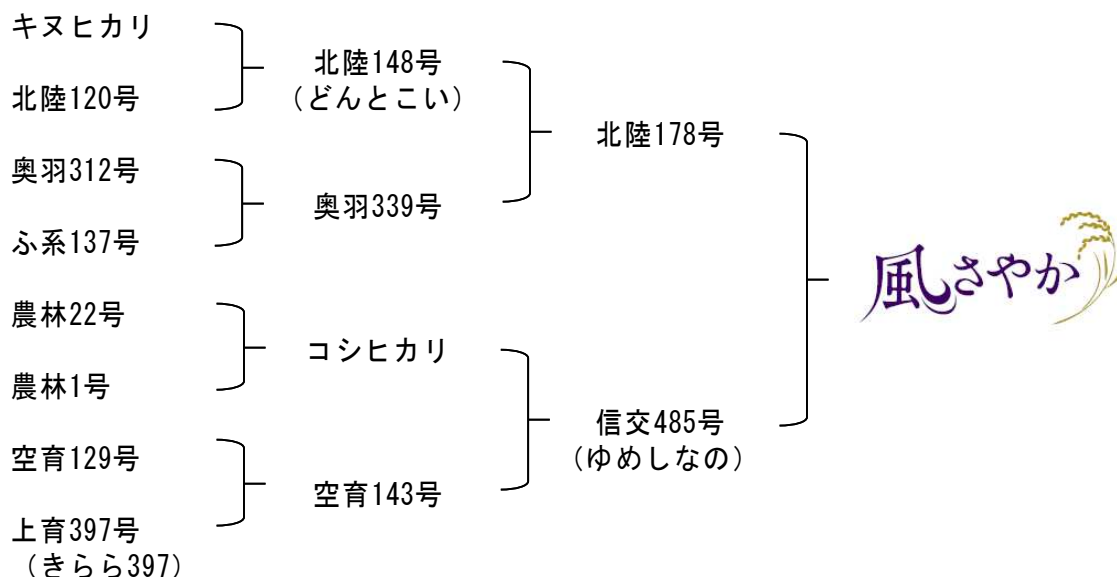 キヌヒカリ
北陸120号
奥羽312号
ふ系137号
農林22号
農林1号
空育129号
上育397号
(きらら397)
北陸148号
(どんとこい)
奥羽339号
コシヒカリ
空育143号
北陸178号
信交485号
(ゆめしなの)
風さやか